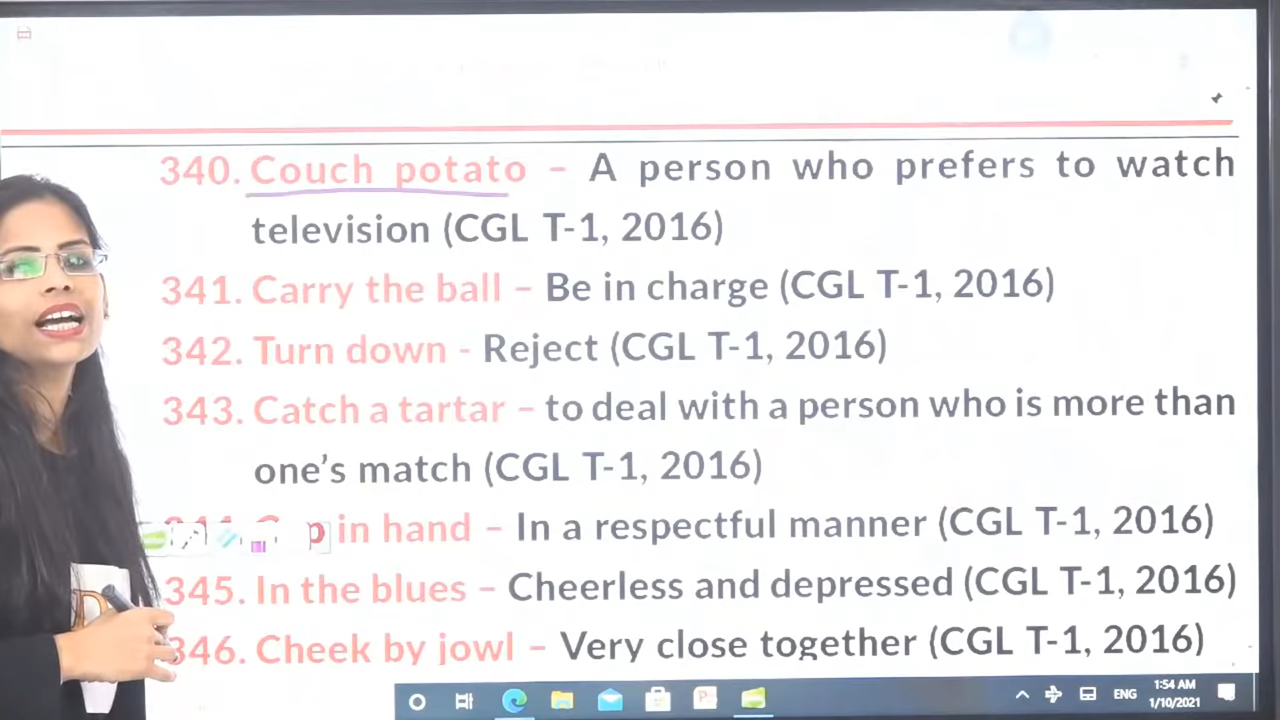 340. Couch potato – A person who prefers to watch
television (CGL T-1, 2016)
341. Carry the ball – Be in charge (CGL T-1, 2016)
342. Turn down - Reject (CGL T-1, 2016)
343. Catch a tartar – to deal with a person who is more than
one's match (CGL T-1, 2016)
p in hand – In a respectful manner (CGL T-1, 2016)
345. In the blues – Cheerless and depressed (CGL T-1, 2016)
346. Cheek by jowl – Very close together (CGL T-1, 2016)
ENG
1:54 AM
1/10/2021